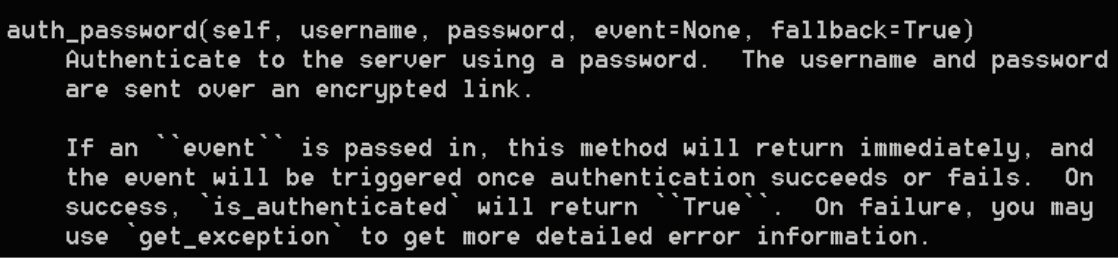 auth_password(self, username, password, event=None, fallback=True)
Authenticate to the server using a password.  The username and password
are sent over an encrypted link.
If an ``event`` is passed in, this method will return immediately, and
the event will be triggered once authentication succeeds or fails.  On
success, `is_authenticated` will return ``True``.  On failure, you may
use `get_exception` to get more detailed error information.